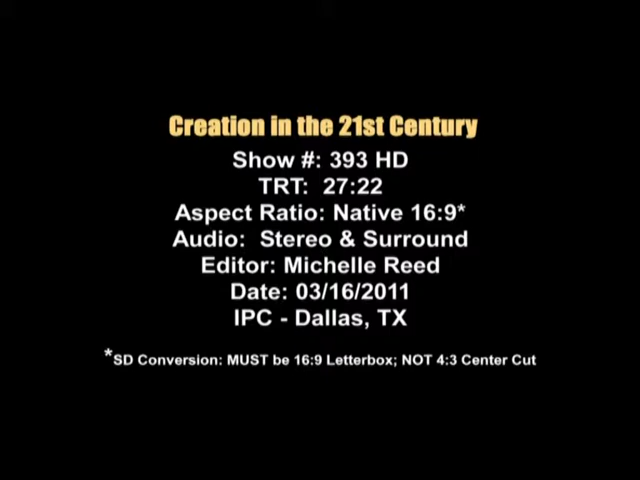 Creation in the 21st Century
Show #: 393 HD
TRT: 27:22
Aspect Ratio: Native 16:9*
Audio: Stereo & Surround
Editor: Michelle Reed
Date: 03/16/2011
IPC - Dallas, TX
*SD Conversion: MUST be 16:9 Letterbox; NOT 4:3 Center Cut